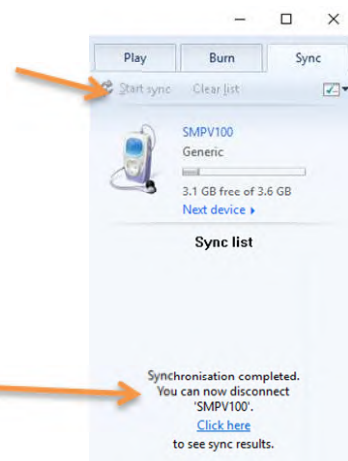 Play Burn Sync
Start sync Clear list
SMPV100
Generic
3.1 GB free of 3.6 GB
Next device
Sync list
Synchronisation completed.
You can now disconnect
'SMPV100'.
Click here
to see sync results.